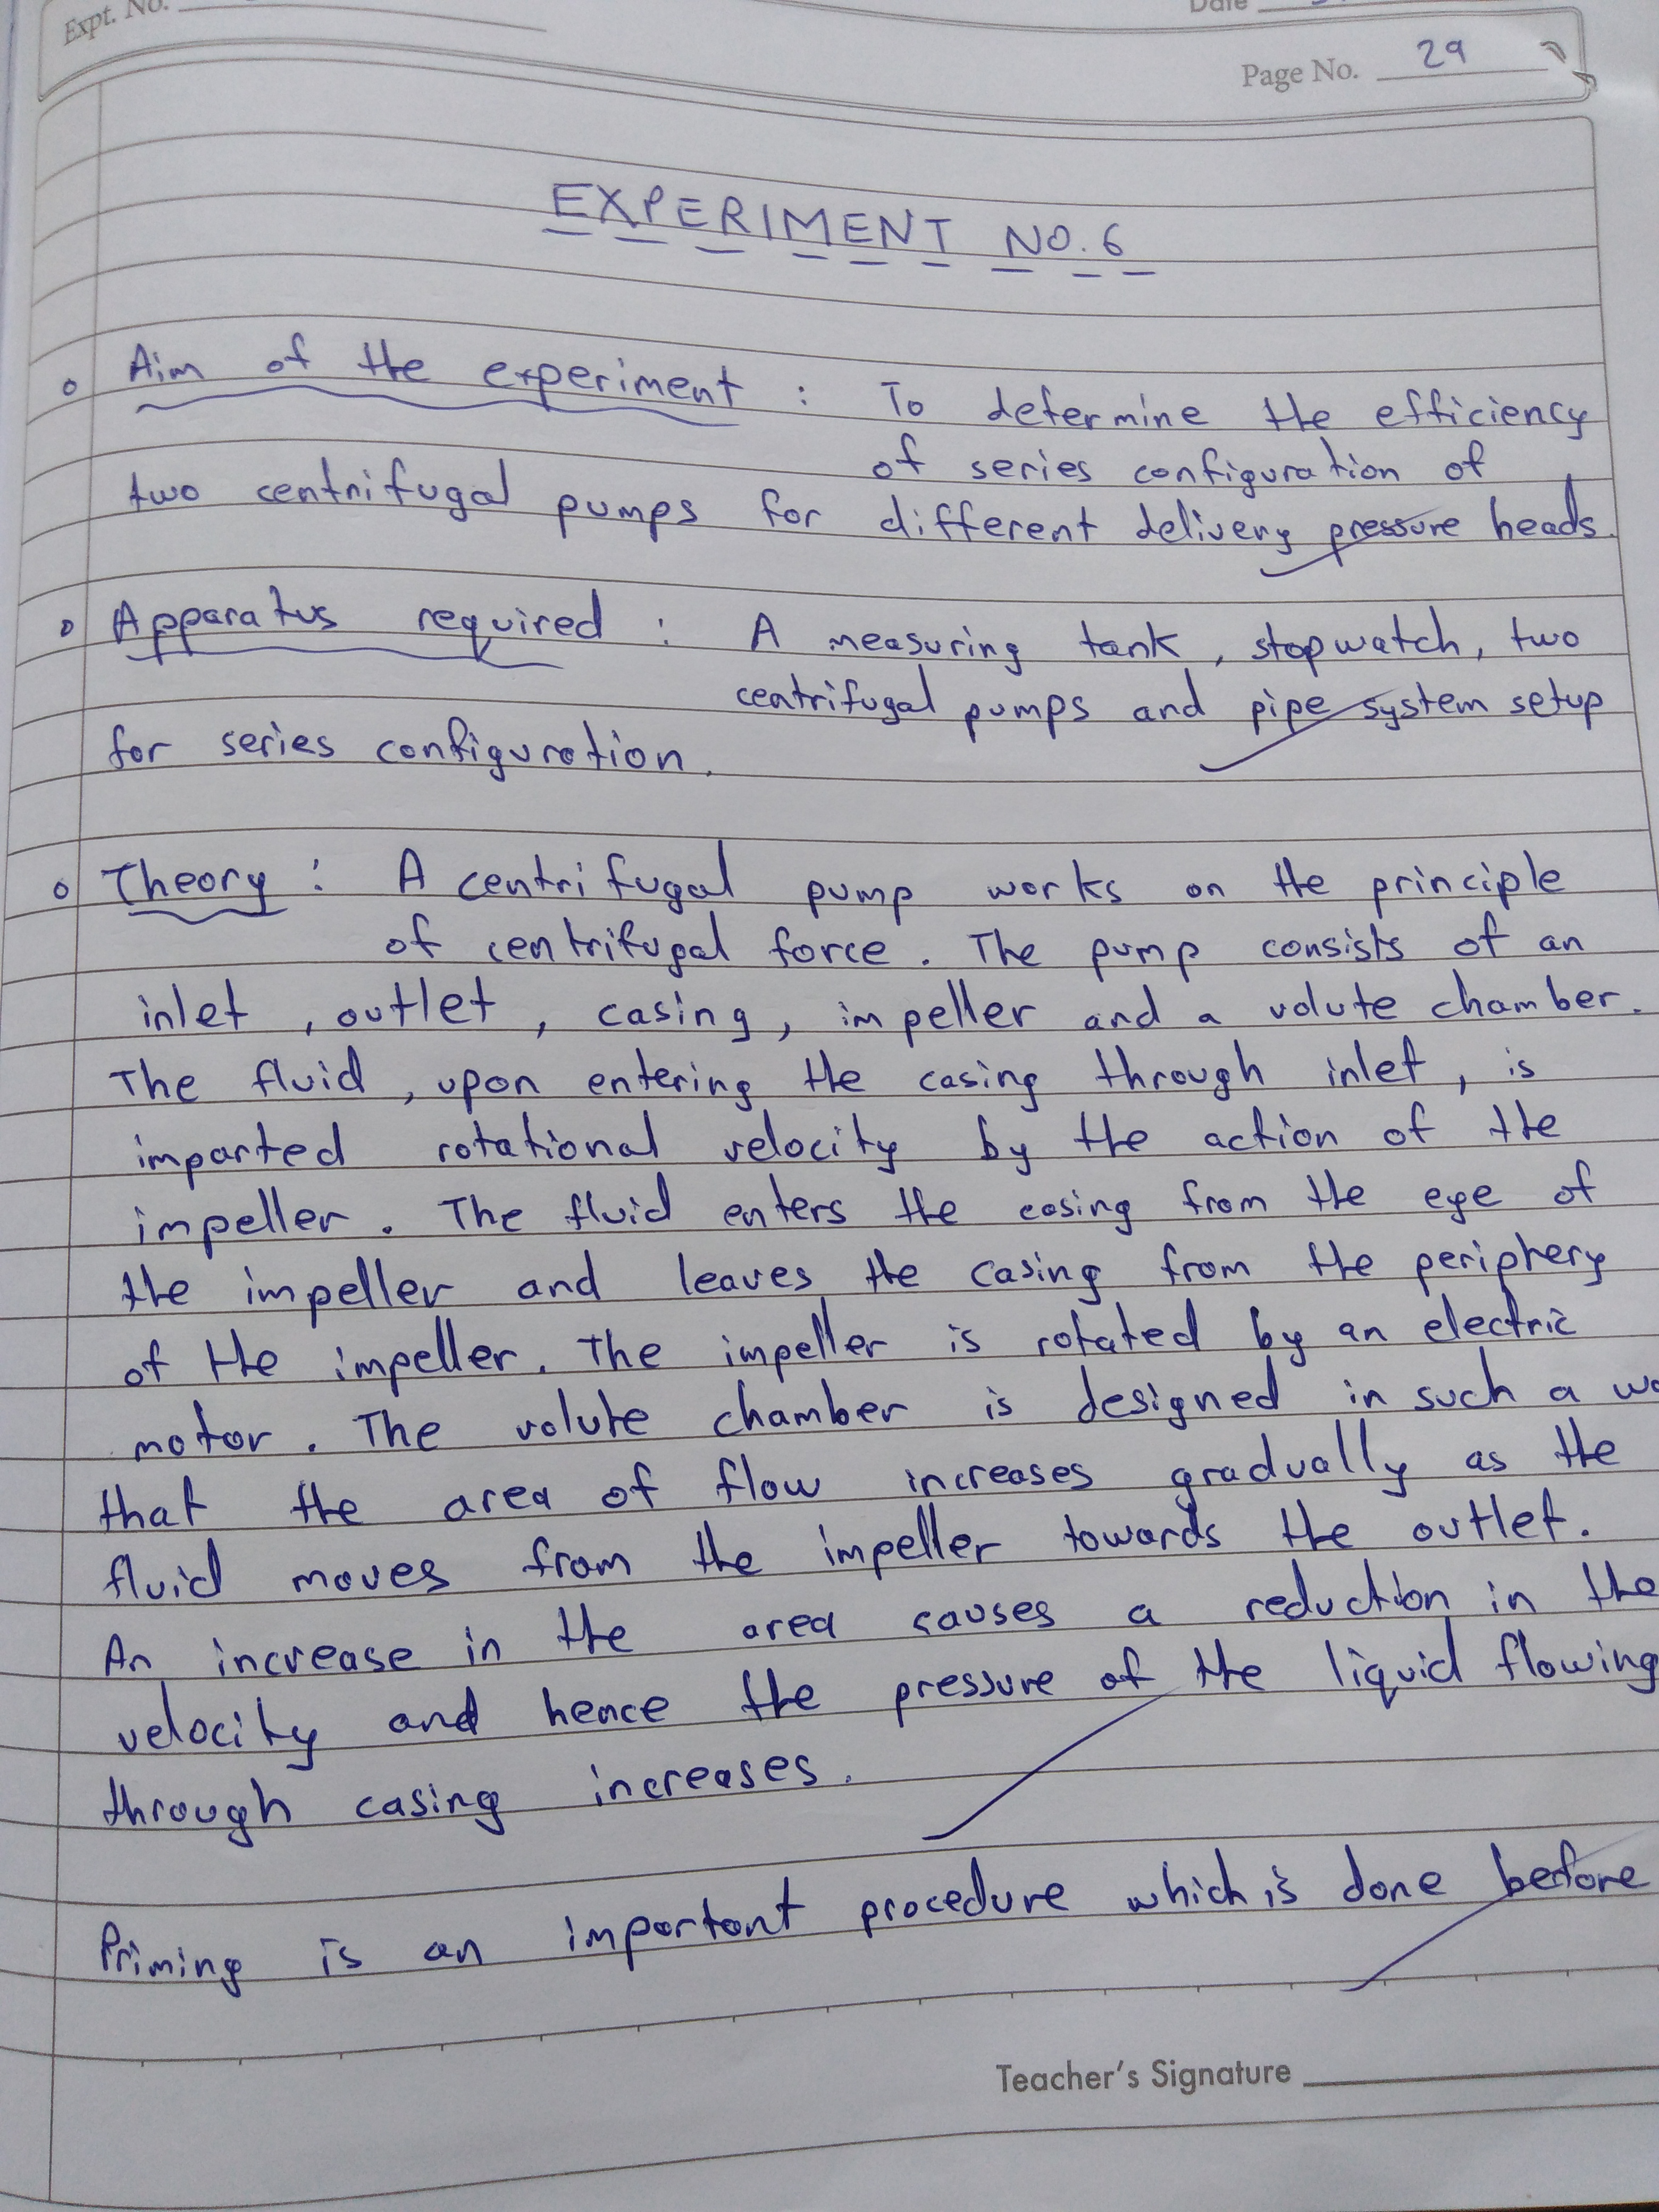 Expt. No.
Date
Page No. 29
EXPERIMENT NO. 6
Aim of the experiment : To determine the efficiency
of series configuration of
two centrifugal pumps for different delivery pressure heads.
Apparatus required : A measuring tank, stopwatch, two
centrifugal pumps and pipe system setup
for series configuration.
Theory : A centrifugal pump works on the principle
of centrifugal force. The pump consists of an
inlet, outlet, casing, impeller and a volute chamber.
The fluid, upon entering the casing through inlet, is
imparted rotational velocity by the action of the
impeller. The fluid enters the casing from the eye of
the impeller and leaves the casing from the periphery
of the impeller. The impeller is rotated by an electric
motor. The volute chamber is designed in such a wa
that the area of flow increases gradually as the
fluid moves from the impeller towards the outlet.
An increase in the area causes a reduction in the
velocity and hence the pressure of the liquid flowing
through casing increases.
Priming is an important procedure which is done before
Teacher's Signature